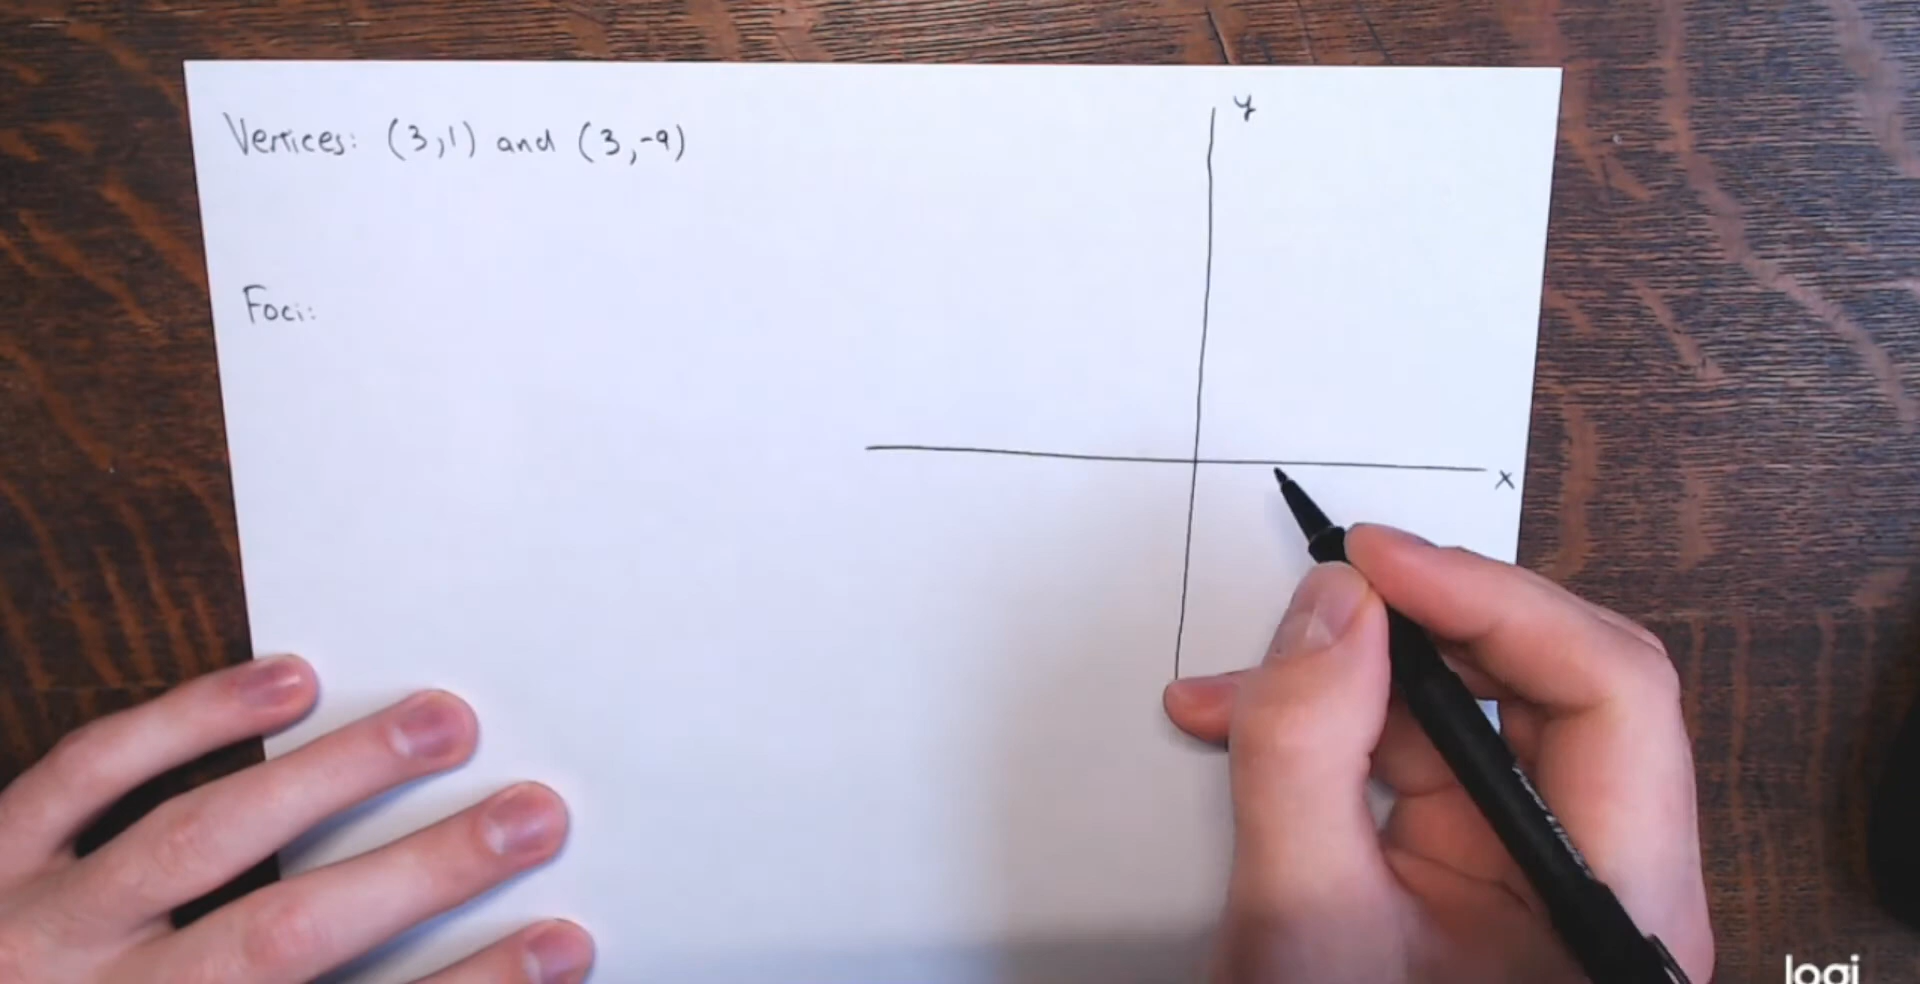 Vertices: (3,1) and (3,-9)
y
Foci:
x
logi